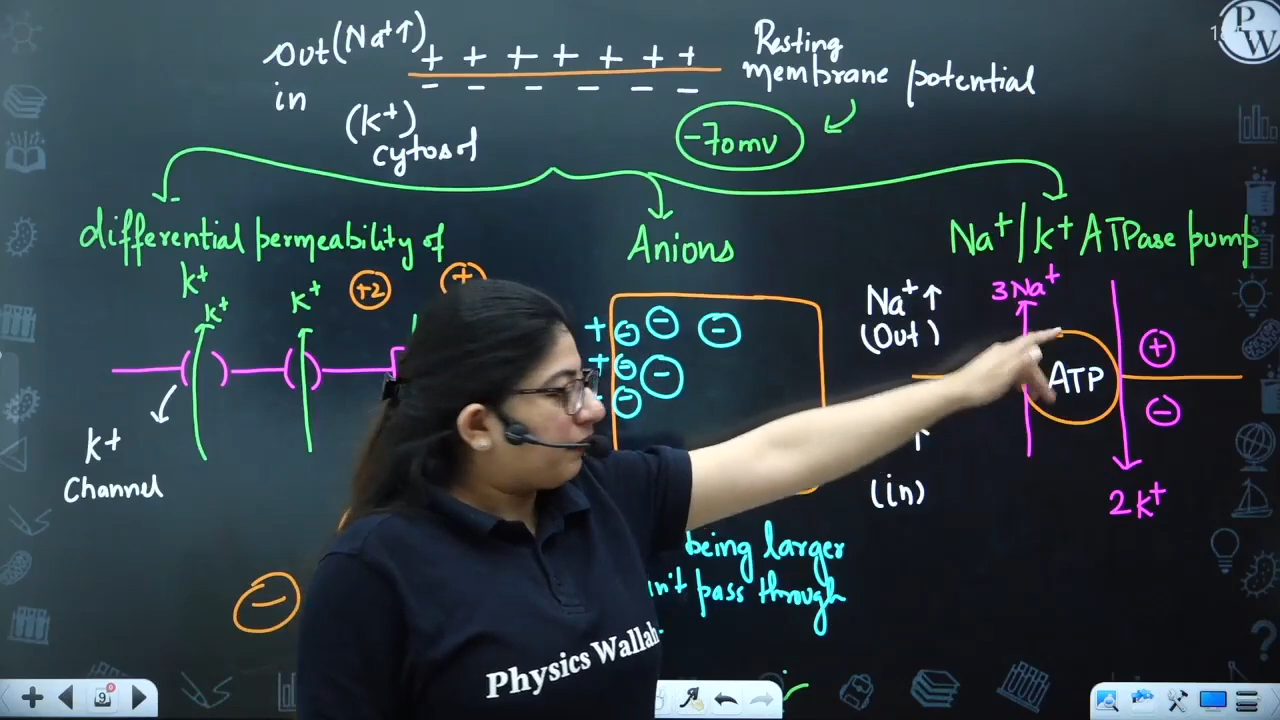 Out (Na+↑) + + + + + + +
in - - - - - -
(K+)
cytosol
Resting
membrane potential
-70mv
differential permeability of
K+
K+
K+
+2
+
K+
Channel
-
Anions
+ - - -
+ - -
-
being larger
pass through
Na+/K+ ATPase pump
Na+↑
(Out)
3Na+
ATP
+
-
↑
(in)
2K+
Physics Wallah
P
W
9